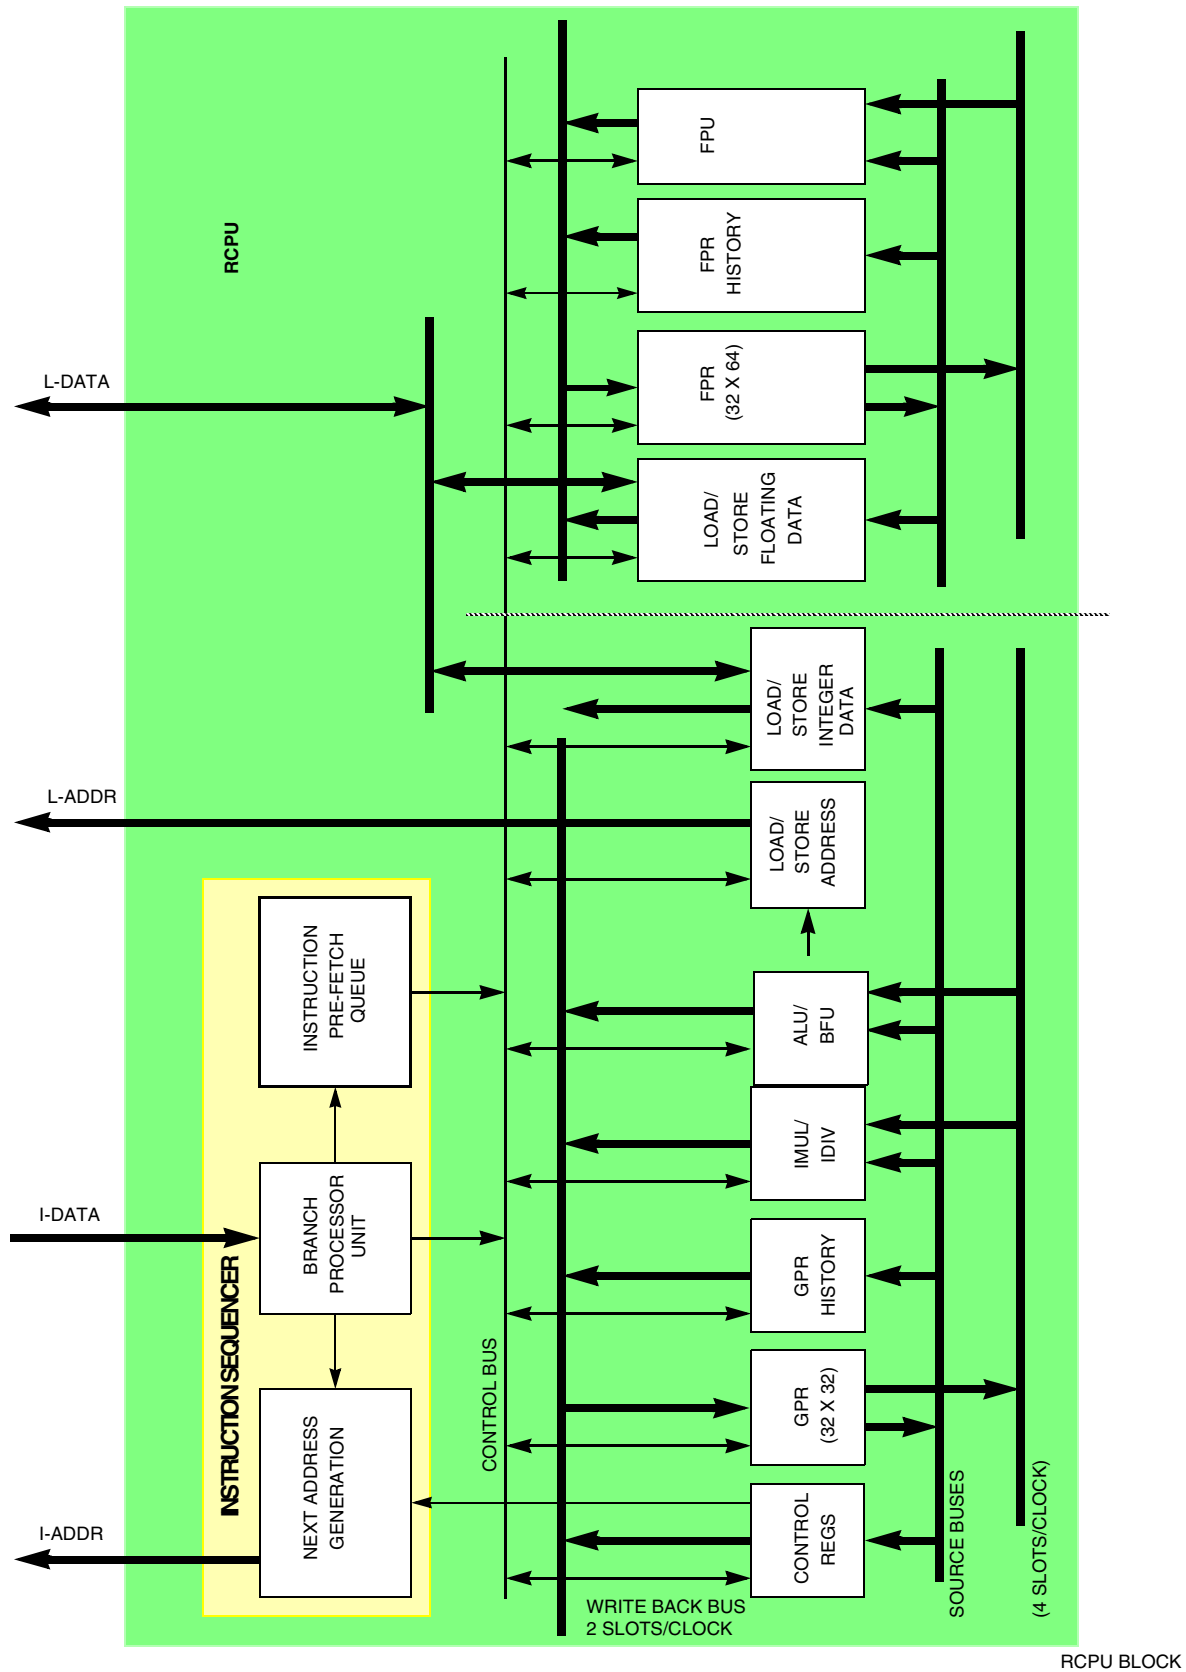 RCPU
L-DATA
FPU
FPR
HISTORY
FPR
(32 X 64)
LOAD/
STORE
FLOATING
DATA
LOAD/
STORE
INTEGER
DATA
L-ADDR
LOAD/
STORE
ADDRESS
INSTRUCTION
PRE-FETCH
QUEUE
ALU/
BFU
IMUL/
IDIV
I-DATA
BRANCH
PROCESSOR
UNIT
INSTRUCTION SEQUENCER
GPR
HISTORY
CONTROL BUS
GPR
(32 X 32)
NEXT ADDRESS
GENERATION
I-ADDR
CONTROL
REGS
WRITE BACK BUS
2 SLOTS/CLOCK
SOURCE BUSES
(4 SLOTS/CLOCK)
RCPU BLOCK